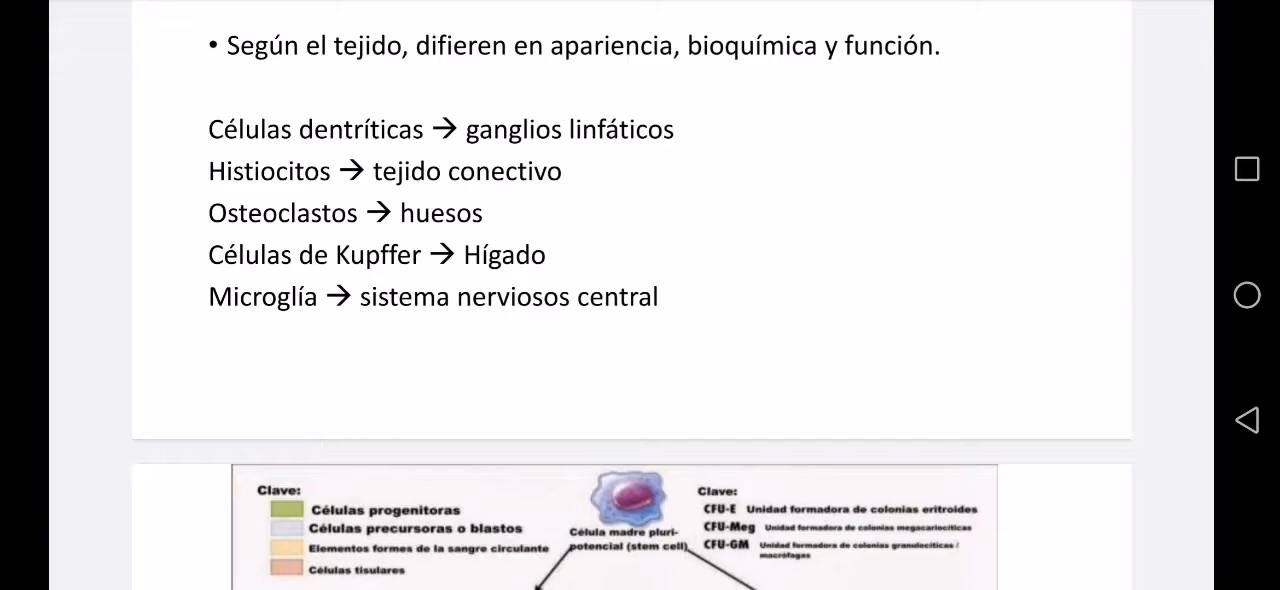 • Según el tejido, difieren en apariencia, bioquímica y función.
Células dentríticas → ganglios linfáticos
Histiocitos → tejido conectivo
Osteoclastos → huesos
Células de Kupffer → Hígado
Microglía → sistema nerviosos central
Clave:
Células progenitoras
Células precursoras o blastos
Elementos formes de la sangre circulante
Células tisulares
Célula madre pluri-
potencial (stem cell)
Clave:
CFU-E Unidad formadora de colonias eritroides
CFU-Meg Unidad formadora de colonias megacariocíticas
CFU-GM Unidad formadora de colonias granulocíticas /
macrófagas